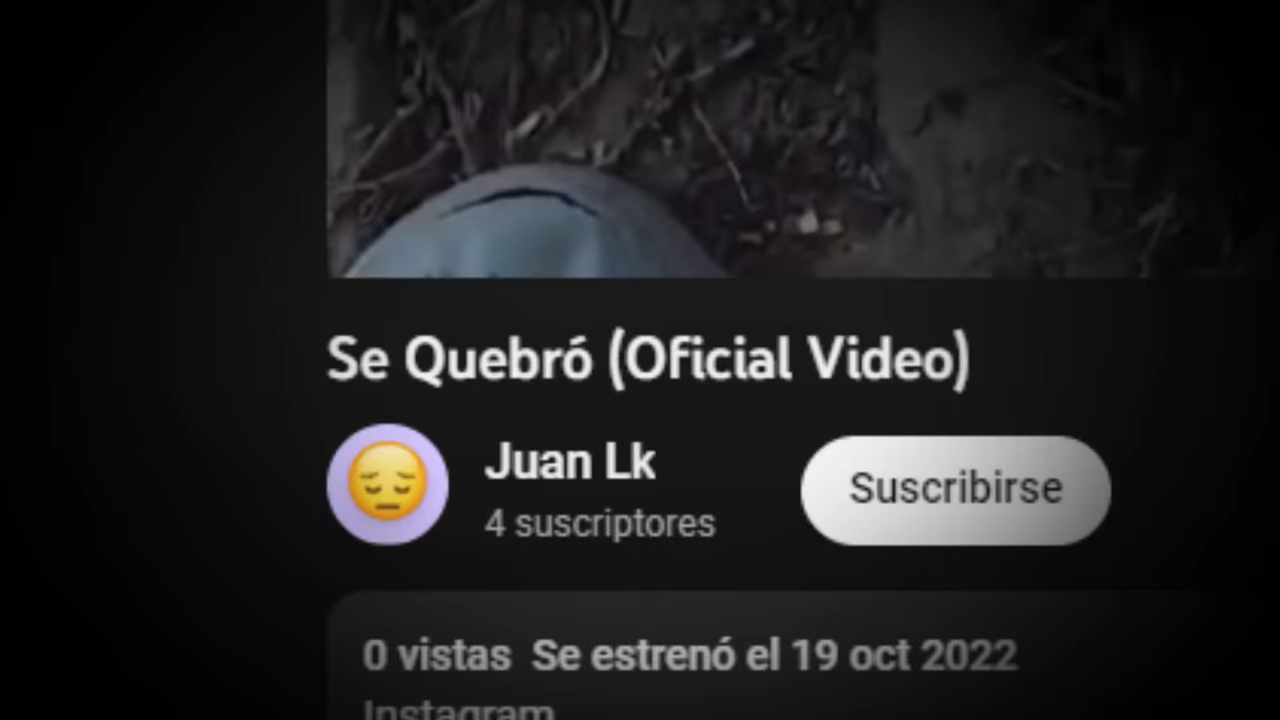 Se Quebró (Oficial Video)
Juan Lk
4 suscriptores
Suscribirse
0 vistas Se estrenó el 19 oct 2022
Instagram